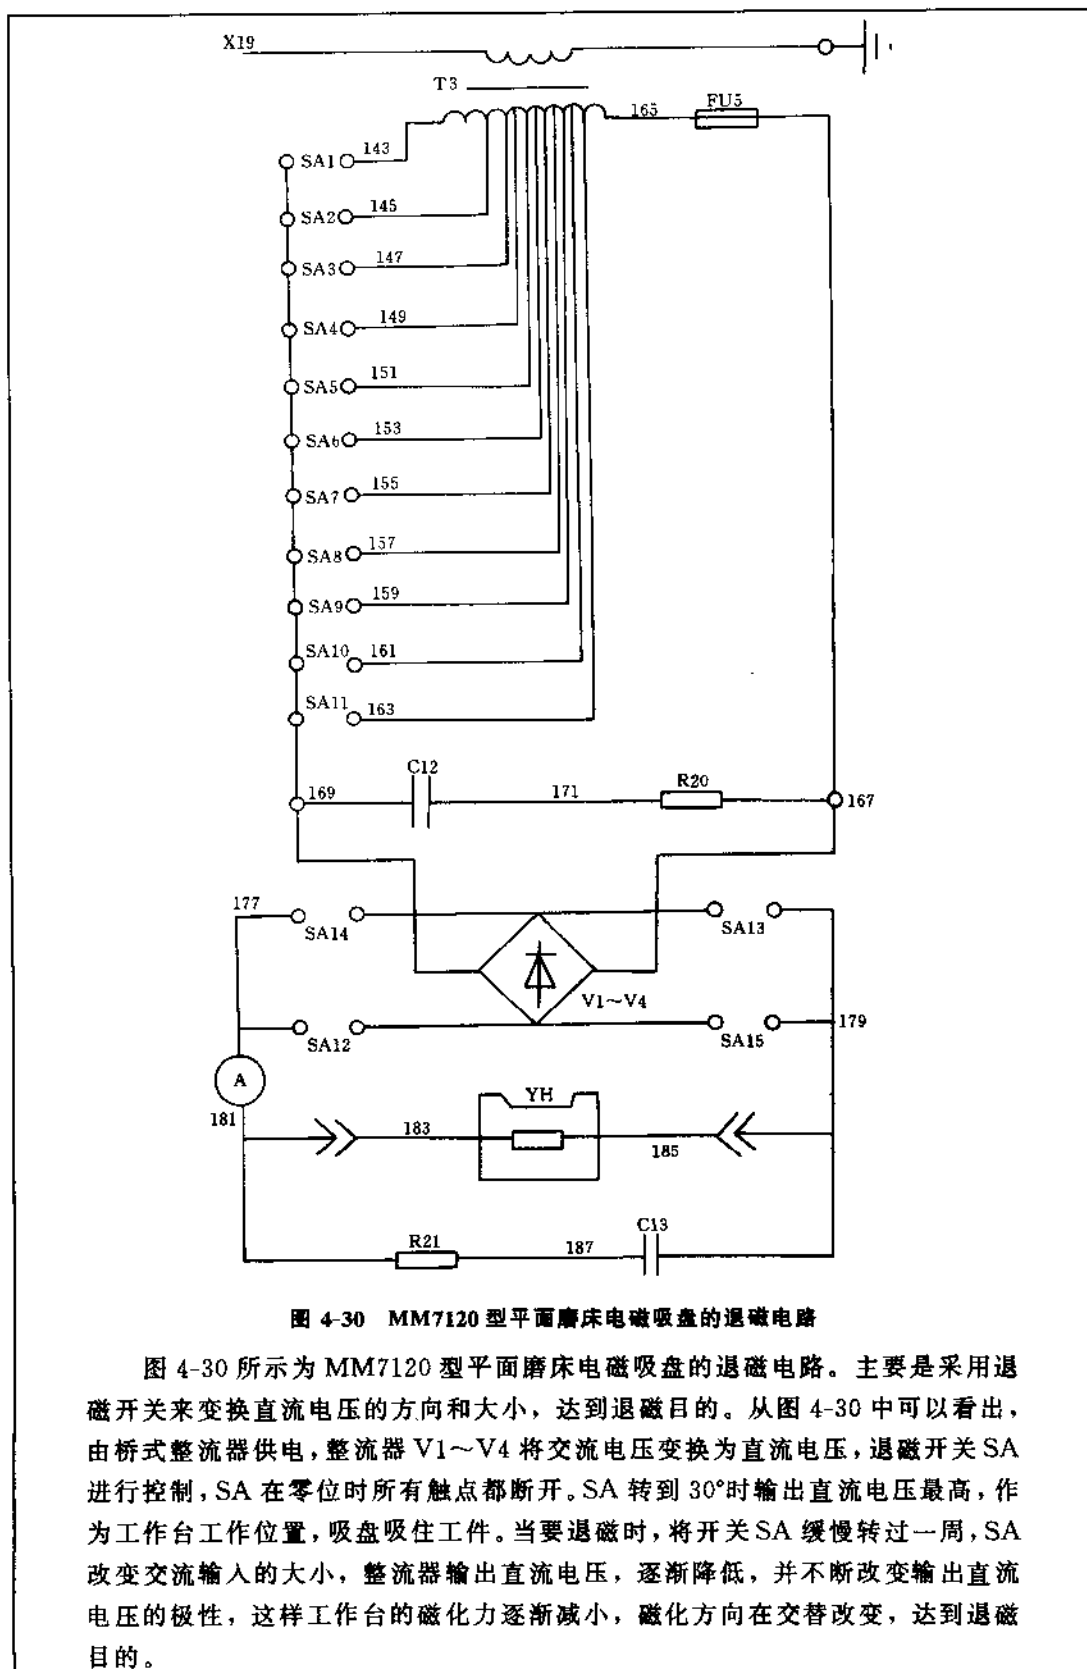 X19
T3
165
FU5
SA1
143
SA2
145
SA3
147
SA4
149
SA5
151
SA6
153
SA7
155
SA8
157
SA9
159
SA10
161
SA11
163
C12
169
171
R20
167
177
SA14
SA13
V1～V4
SA12
SA15
179
A
YH
181
183
185
C13
R21
187
图 4-30 MM7120 型平面磨床电磁吸盘的退磁电路
图 4-30 所示为 MM7120 型平面磨床电磁吸盘的退磁电路。主要是采用退
磁开关来变换直流电压的方向和大小，达到退磁目的。从图 4-30 中可以看出，
由桥式整流器供电，整流器 V1～V4 将交流电压变换为直流电压，退磁开关 SA
进行控制，SA 在零位时所有触点都断开。SA 转到 30°时输出直流电压最高，作
为工作台工作位置，吸盘吸住工件。当要退磁时，将开关 SA 缓慢转过一周，SA
改变交流输入的大小，整流器输出直流电压，逐渐降低，并不断改变输出直流
电压的极性，这样工作台的磁化力逐渐减小，磁化方向在交替改变，达到退磁
目的。